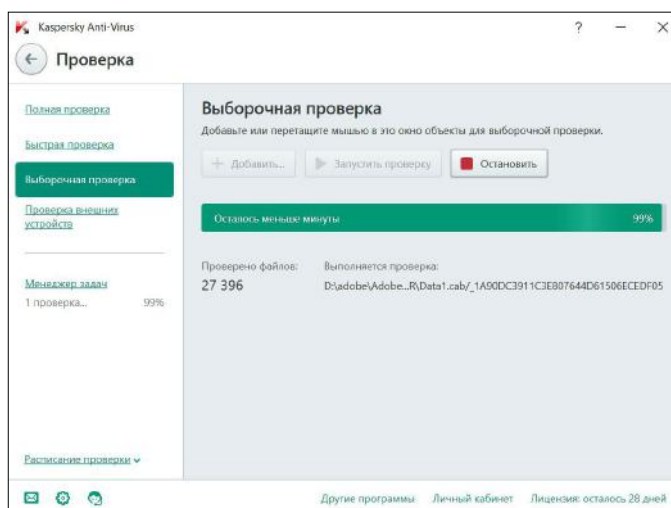 Kaspersky Anti-Virus
?
Проверка
Полная проверка
Быстрая проверка
Выборочная проверка
Проверка внешних
устройств
Менеджер задач
1 проверка... 99%
Расписание проверки
Выборочная проверка
Добавьте или перетащите мышью в это окно объекты для выборочной проверки.
+ Добавить...
Запустить проверку
Остановить
Осталось меньше минуты 99%
Проверено файлов:
27 396
Выполняется проверка:
D:\adobe\Adobe...R\Data1.cab/_1A90DC3911C3E807644D61506ECEDF05
Другие программы
Личный кабинет
Лицензия: осталось 28 дней